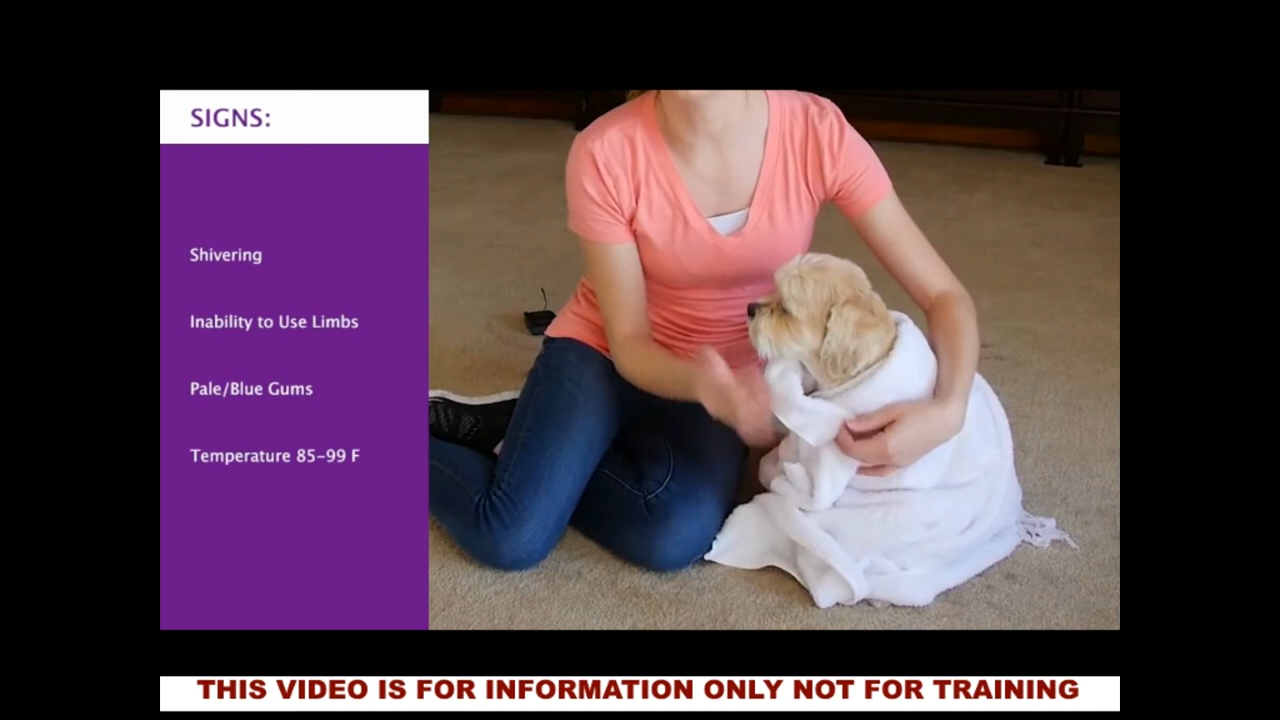 SIGNS:
Shivering
Inability to Use Limbs
Pale/Blue Gums
Temperature 85-99 F
THIS VIDEO IS FOR INFORMATION ONLY NOT FOR TRAINING